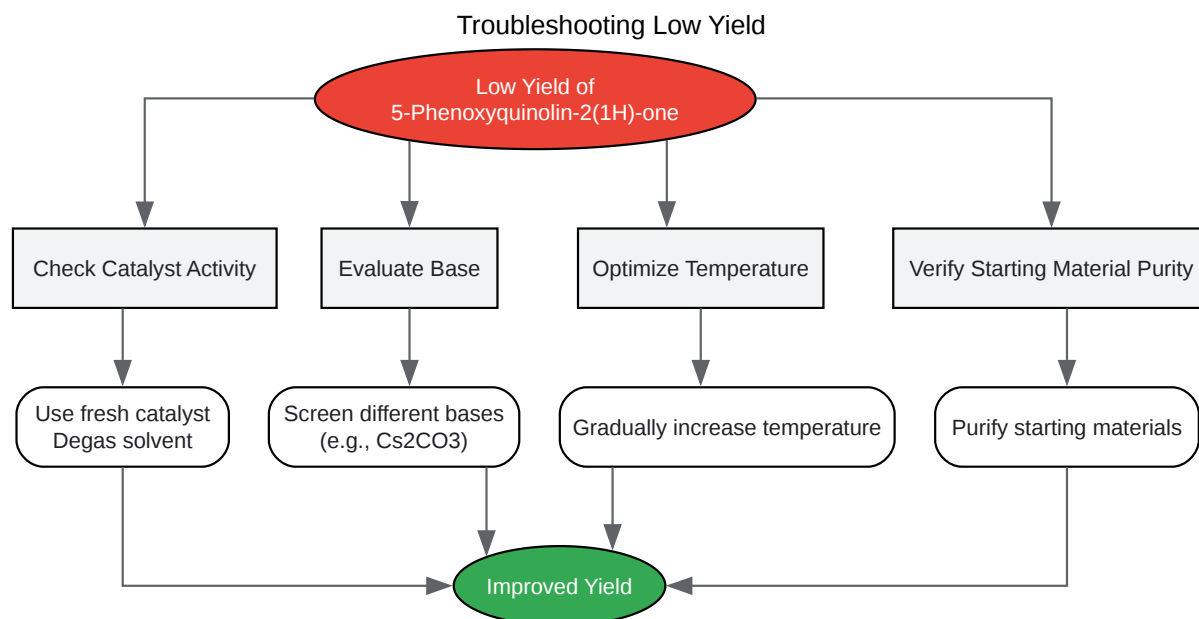 Troubleshooting Low Yield
Low Yield of
5-Phenoxyquinolin-2(1H)-one
Check Catalyst Activity
Evaluate Base
Optimize Temperature
Verify Starting Material Purity
Use fresh catalyst
Degas solvent
Screen different bases
(e.g., Cs2CO3)
Gradually increase temperature
Purify starting materials
Improved Yield